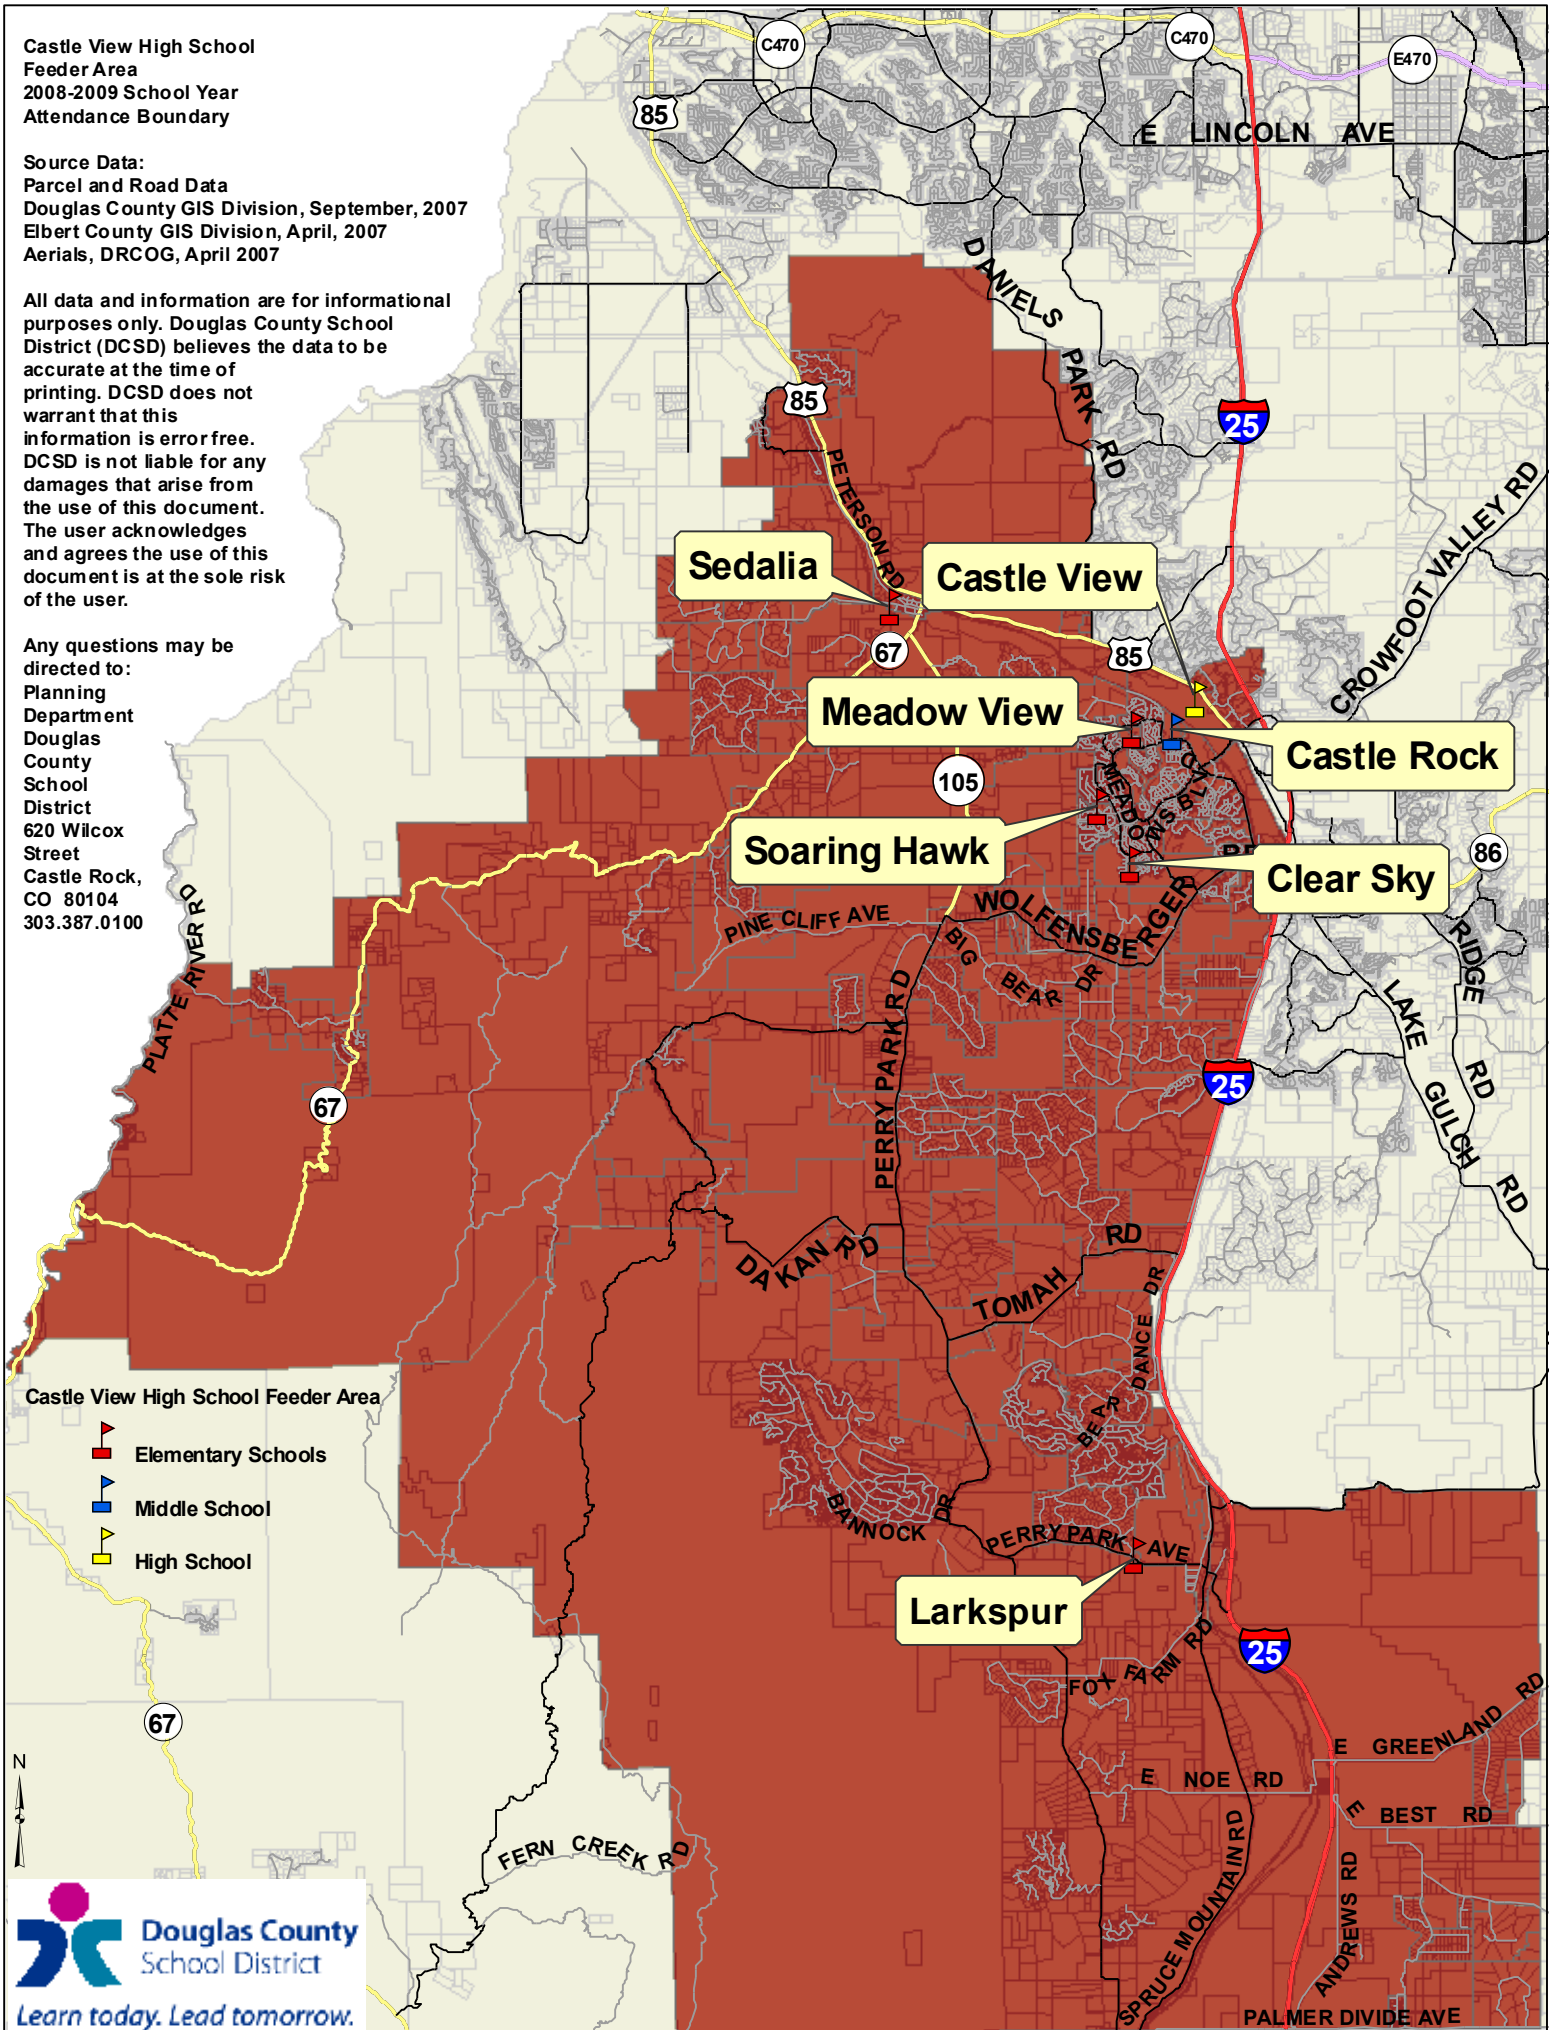 Castle View High School
Feeder Area
2008-2009 School Year
Attendance Boundary
Source Data:
Parcel and Road Data
Douglas County GIS Division, September, 2007
Elbert County GIS Division, April, 2007
Aerials, DRCOG, April 2007
All data and information are for informational
purposes only. Douglas County School
District (DCSD) believes the data to be
accurate at the time of
printing. DCSD does not
warrant that this
information is error free.
DCSD is not liable for any
damages that arise from
the use of this document.
The user acknowledges
and agrees the use of this
document is at the sole risk
of the user.
Any questions may be
directed to:
Planning
Department
Douglas
County
School
District
620 Wilcox
Street
Castle Rock,
CO 80104
303.387.0100
C470
C470
E470
85
E LINCOLN AVE
DANIELS PARK RD
85
25
PETERSON RD
CROWFOOT VALLEY RD
Sedalia
Castle View
67
85
Meadow View
Castle Rock
105
MEADOWS BLVD
Soaring Hawk
RD
Clear Sky
86
PINE CLIFF AVE
WOLFENSBERGER
BIG BEAR DR
RIDGE RD
PLATTE RIVER RD
LAKE GULCH RD
PERRY PARK RD
67
25
DAKAN RD
TOMAH RD
DANCE DR
BEAR
Castle View High School Feeder Area
Elementary Schools
Middle School
High School
BANNOCK DR
PERRY PARK AVE
Larkspur
25
FOX FARM RD
67
E GREENLAND RD
E NOE RD
E BEST RD
N
FERN CREEK RD
SPRUCE MOUNTAIN RD
ANDREWS RD
PALMER DIVIDE AVE
Douglas County
School District
Learn today. Lead tomorrow.